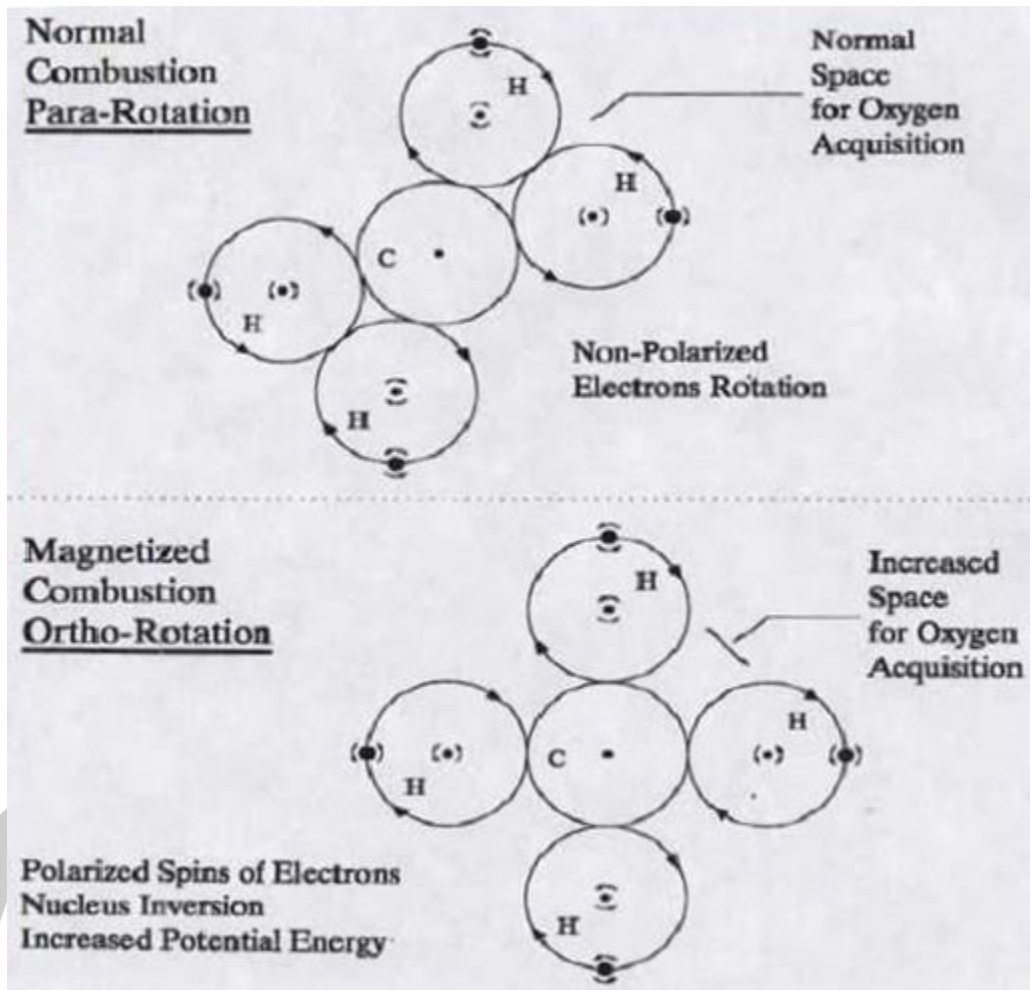 Normal
Combustion
Para-Rotation
Normal
Space
for Oxygen
Acquisition
H
H
C
H
H
Non-Polarized
Electrons Rotation
Magnetized
Combustion
Ortho-Rotation
Increased
Space
for Oxygen
Acquisition
H
H
C
H
H
Polarized Spins of Electrons
Nucleus Inversion
Increased Potential Energy